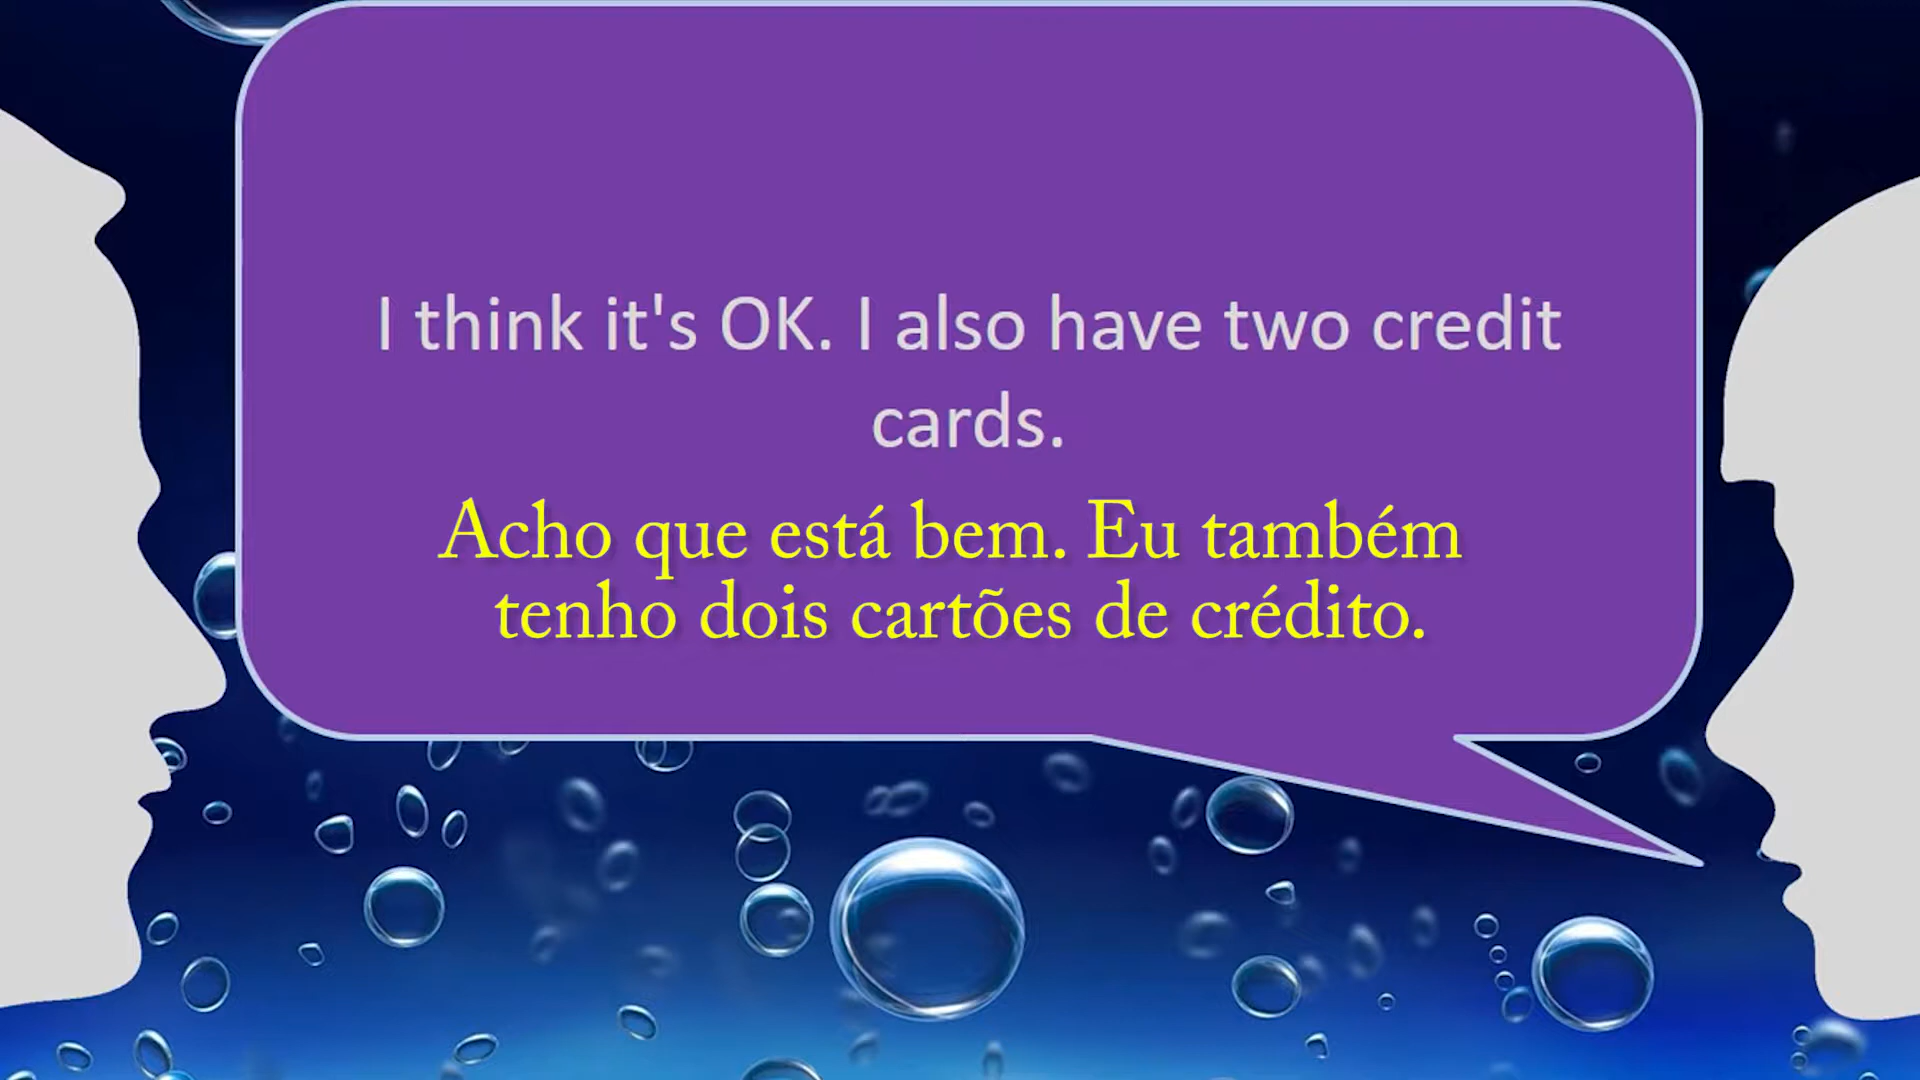 I think it's OK. I also have two credit
cards.
Acho que está bem. Eu também
tenho dois cartões de crédito.